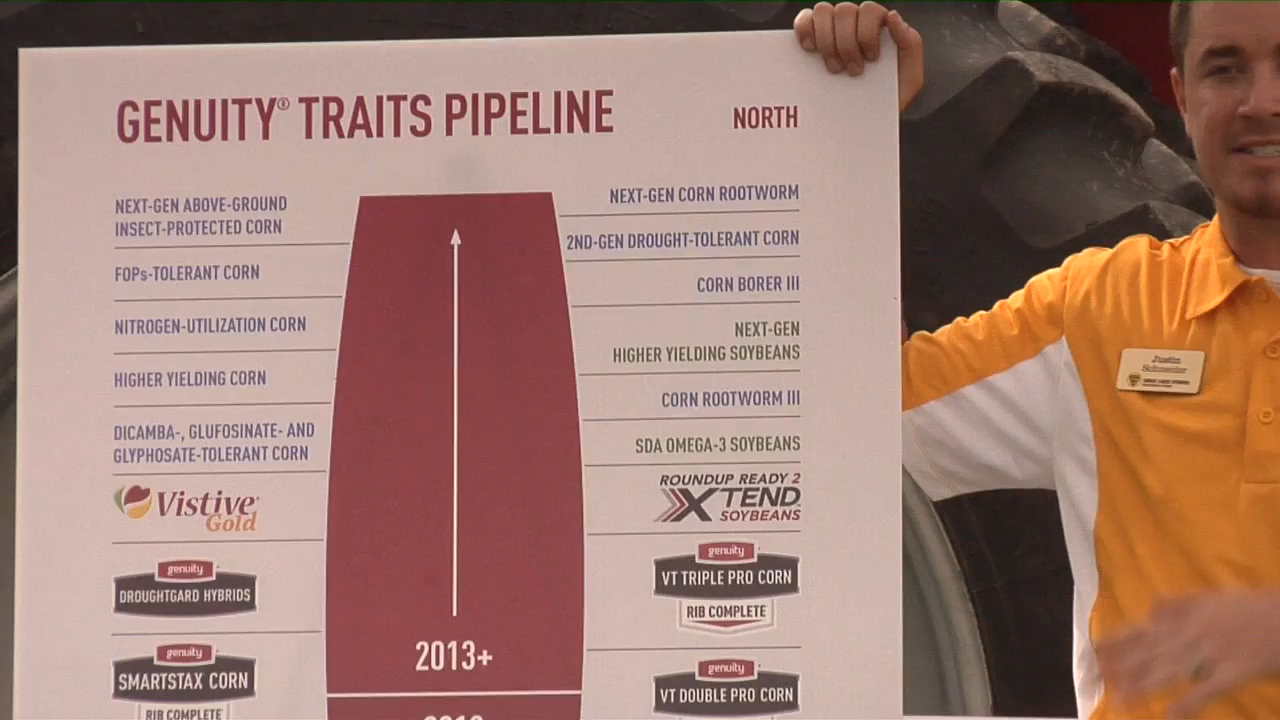 GENUITY® TRAITS PIPELINE
NORTH
NEXT-GEN ABOVE-GROUND
INSECT-PROTECTED CORN
FOPs-TOLERANT CORN
NITROGEN-UTILIZATION CORN
HIGHER YIELDING CORN
DICAMBA-, GLUFOSINATE- AND
GLYPHOSATE-TOLERANT CORN
Vistive®
Gold
genuity
DROUGHTGARD HYBRIDS
genuity
SMARTSTAX CORN
RIB COMPLETE
2013+
NEXT-GEN CORN ROOTWORM
2ND-GEN DROUGHT-TOLERANT CORN
CORN BORER III
NEXT-GEN
HIGHER YIELDING SOYBEANS
CORN ROOTWORM III
SDA OMEGA-3 SOYBEANS
ROUNDUP READY 2
XTEND
SOYBEANS
genuity
VT TRIPLE PRO CORN
RIB COMPLETE
genuity
VT DOUBLE PRO CORN
Justin